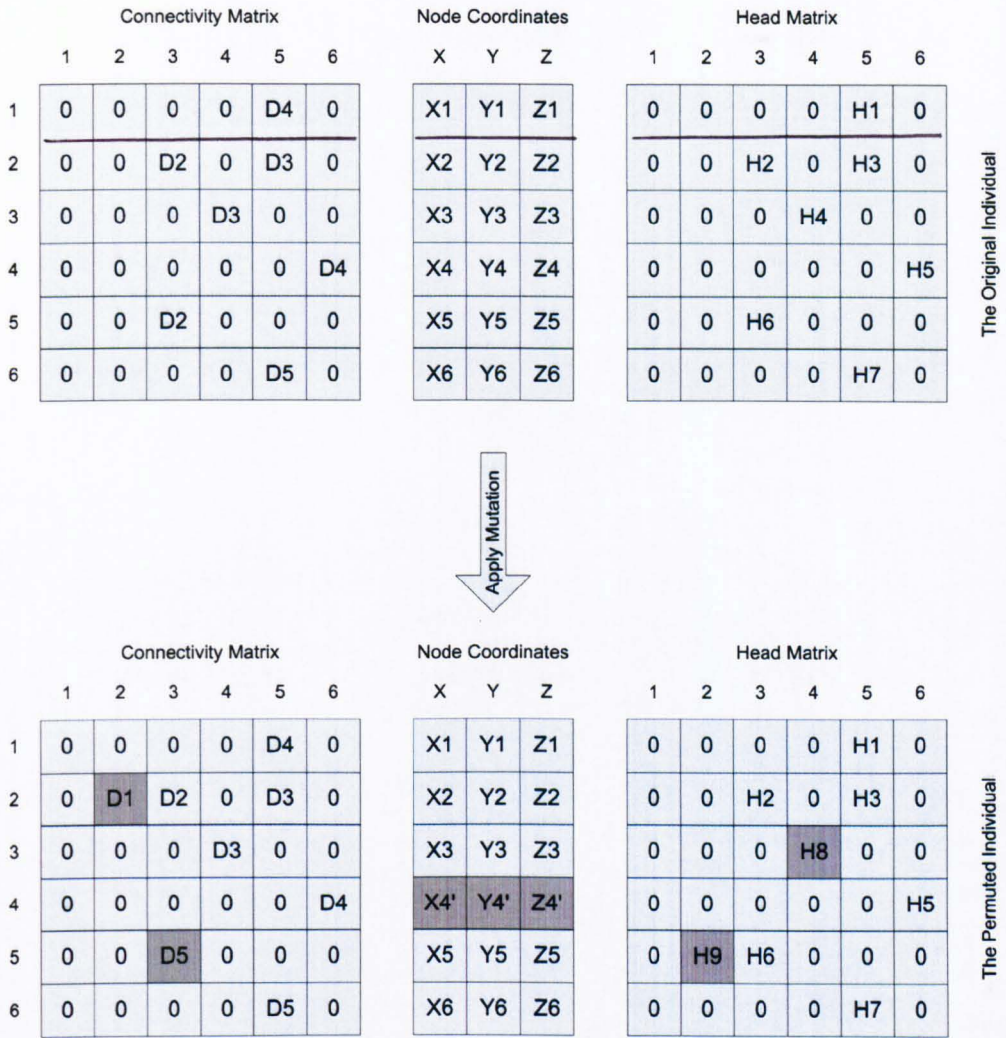 Connectivity Matrix Node Coordinates Head Matrix
1 2 3 4 5 6 X Y Z 1 2 3 4 5 6
1 0 0 0 0 D4 0 X1 Y1 Z1 0 0 0 0 H1 0
2 0 0 D2 0 D3 0 X2 Y2 Z2 0 0 H2 0 H3 0
3 0 0 0 D3 0 0 X3 Y3 Z3 0 0 0 H4 0 0
4 0 0 0 0 0 D4 X4 Y4 Z4 0 0 0 0 0 H5
5 0 0 D2 0 0 0 X5 Y5 Z5 0 0 H6 0 0 0
6 0 0 0 0 D5 0 X6 Y6 Z6 0 0 0 0 H7 0
The Original Individual
Apply Mutation
Connectivity Matrix Node Coordinates Head Matrix
1 2 3 4 5 6 X Y Z 1 2 3 4 5 6
1 0 0 0 0 D4 0 X1 Y1 Z1 0 0 0 0 H1 0
2 0 D1 D2 0 D3 0 X2 Y2 Z2 0 0 H2 0 H3 0
3 0 0 0 D3 0 0 X3 Y3 Z3 0 0 0 H8 0 0
4 0 0 0 0 0 D4 X4' Y4' Z4' 0 0 0 0 0 H5
5 0 0 D5 0 0 0 X5 Y5 Z5 0 H9 H6 0 0 0
6 0 0 0 0 D5 0 X6 Y6 Z6 0 0 0 0 H7 0
The Permuted Individual